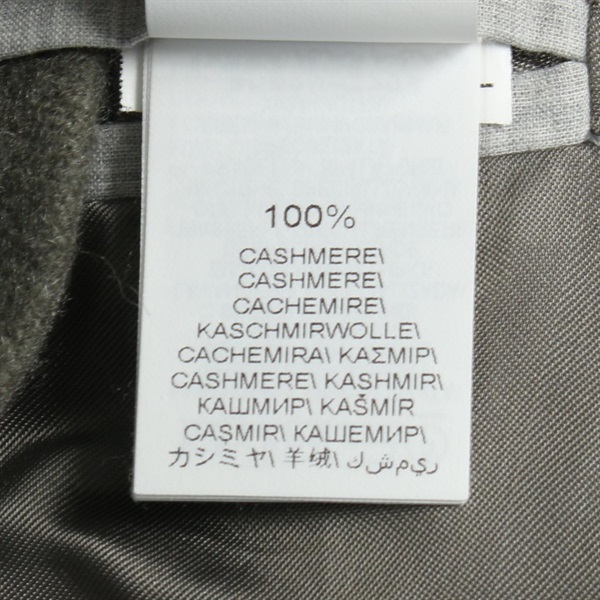 100%
CASHMERE\
CASHMERE\
CACHEMIRE\
KASCHMIRWOLLE\
CACHEMIRA\ ΚΑΣΜΙΡ\
CASHMERE\ KASHMIR\
КАШМИР\ KAŠMÍR
CAŞMIR\ КАШЕМИР\
カシミヤ\ 羊绒\ ريمشك